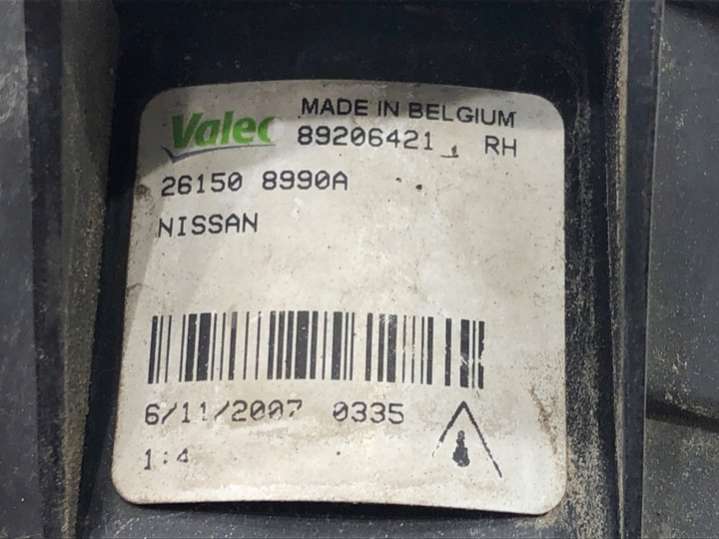 MADE IN BELGIUM
Valeo 89206421 RH
26150 8990A
NISSAN
6/11/2007 0335
1:4